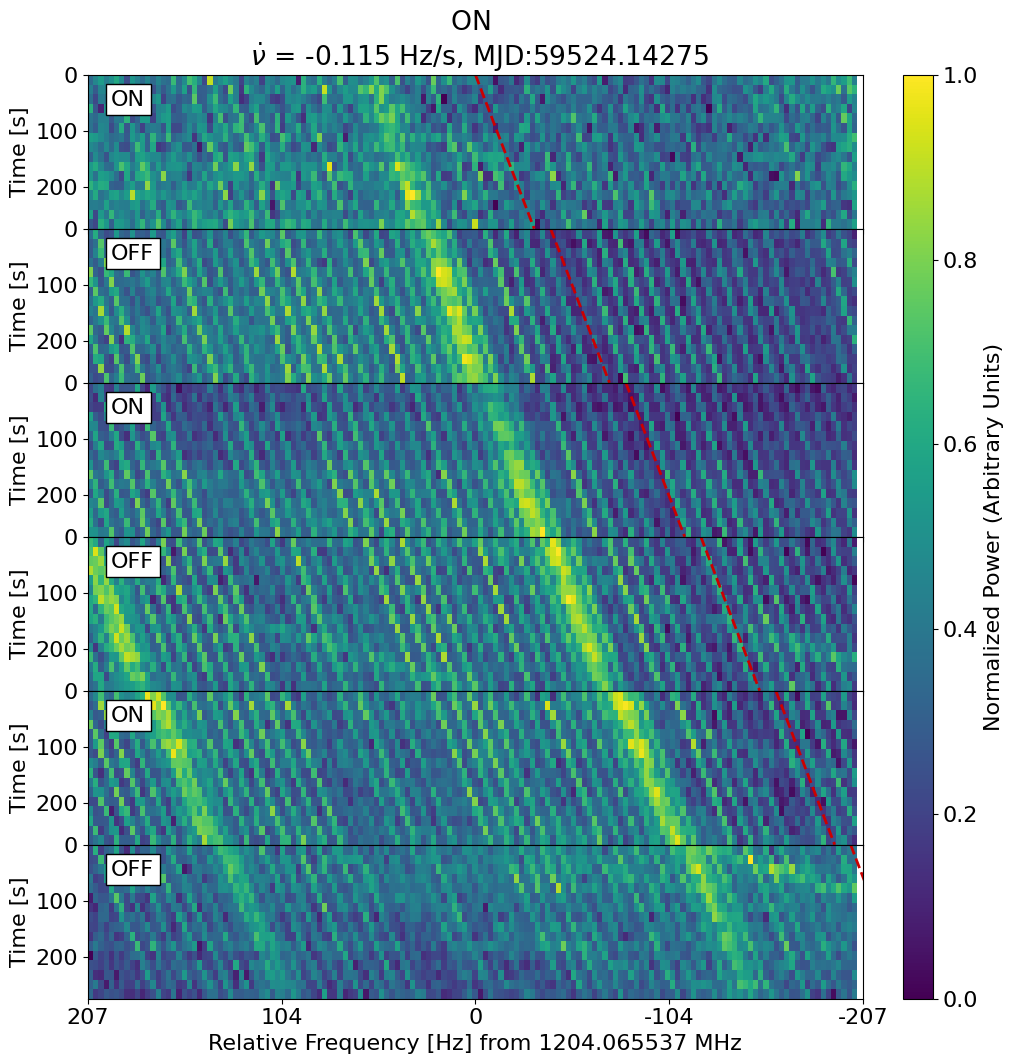 ON
ν̇ = -0.115 Hz/s, MJD:59524.14275
0
ON
100
200
Time [s]
0
OFF
100
200
Time [s]
0
ON
100
200
Time [s]
0
OFF
100
200
Time [s]
0
ON
100
200
Time [s]
0
OFF
100
200
Time [s]
207
104
0
-104
-207
Relative Frequency [Hz] from 1204.065537 MHz
1.0
0.8
0.6
0.4
0.2
0.0
Normalized Power (Arbitrary Units)